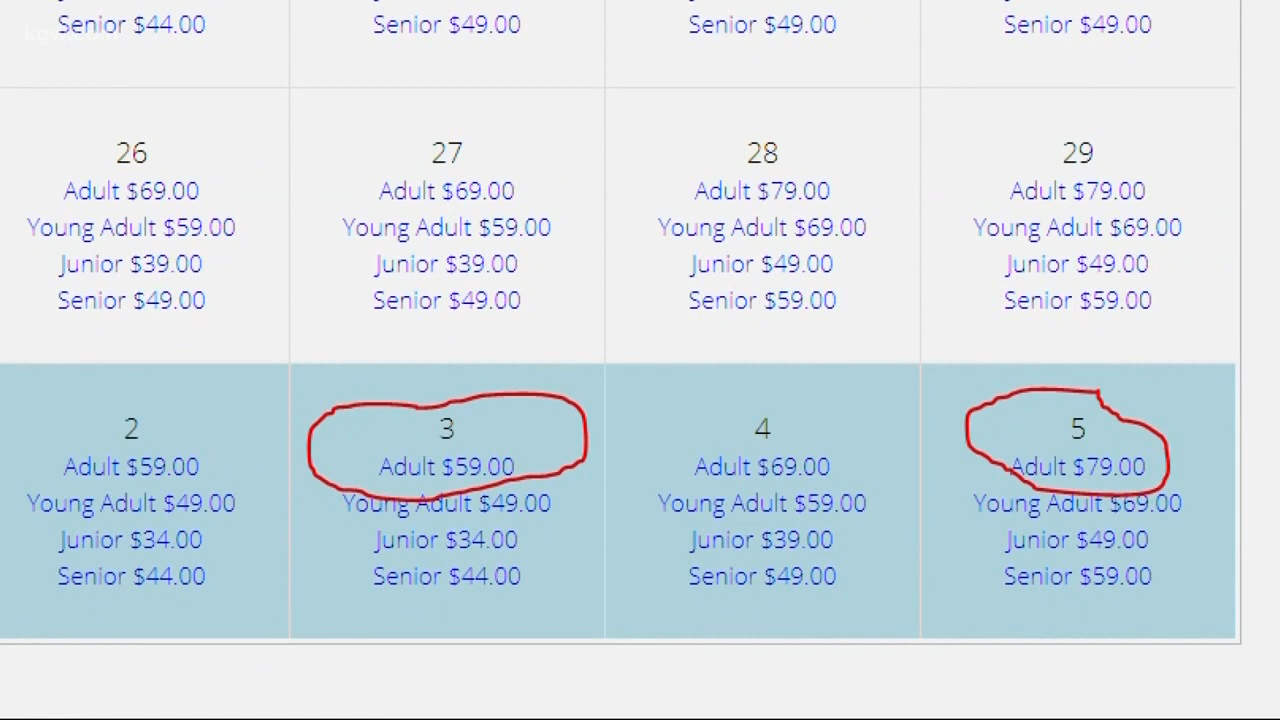 Senior $44.00
Senior $49.00
Senior $49.00
Senior $49.00
26
Adult $69.00
Young Adult $59.00
Junior $39.00
Senior $49.00
27
Adult $69.00
Young Adult $59.00
Junior $39.00
Senior $49.00
28
Adult $79.00
Young Adult $69.00
Junior $49.00
Senior $59.00
29
Adult $79.00
Young Adult $69.00
Junior $49.00
Senior $59.00
2
Adult $59.00
Young Adult $49.00
Junior $34.00
Senior $44.00
3
Adult $59.00
Young Adult $49.00
Junior $34.00
Senior $44.00
4
Adult $69.00
Young Adult $59.00
Junior $39.00
Senior $49.00
5
Adult $79.00
Young Adult $69.00
Junior $49.00
Senior $59.00